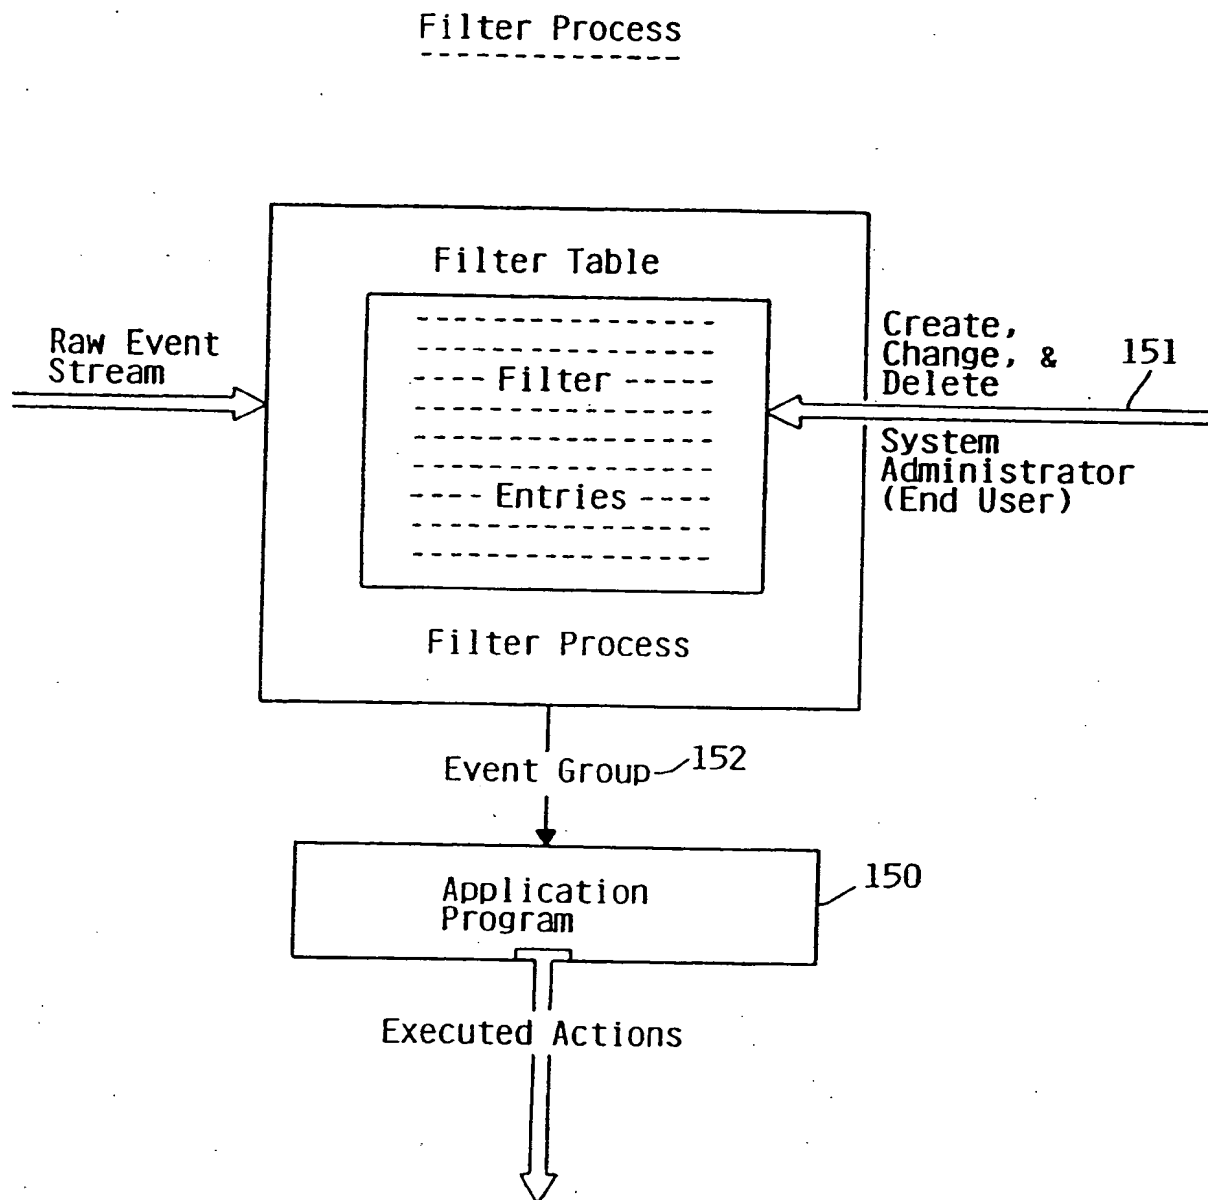 Filter Process
Filter Table
Raw Event
Stream
Filter
Entries
Create,
Change, &
Delete
151
System
Administrator
(End User)
Filter Process
Event Group
152
Application
Program
150
Executed Actions